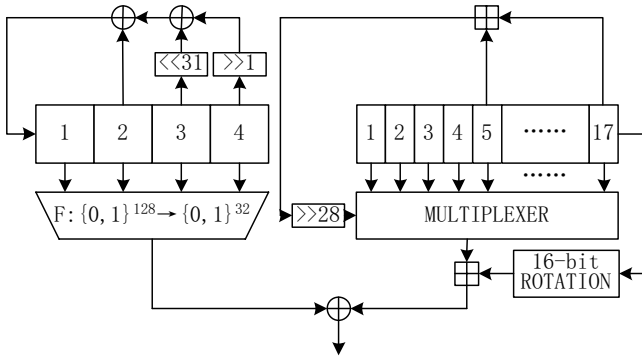 <<31
>>1
1 2 3 4
1 2 3 4 5 ⋯⋯ 17
⋯⋯
F: {0, 1}¹²⁸→ {0, 1}³²
>>28
MULTIPLEXER
16-bit
ROTATION